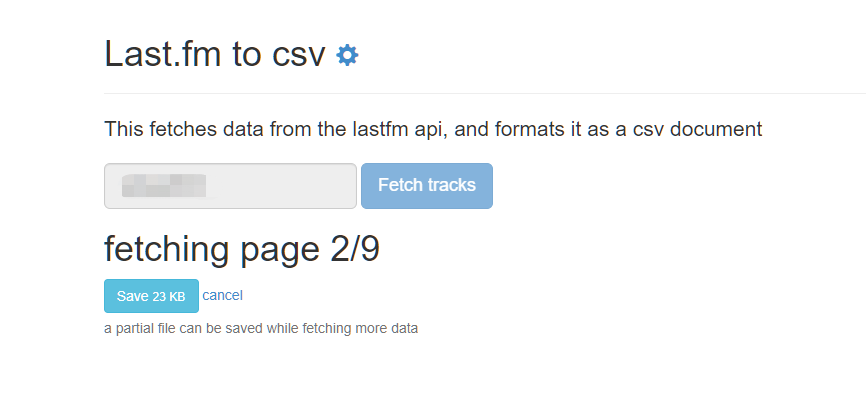 Last.fm to csv
This fetches data from the lastfm api, and formats it as a csv document
Fetch tracks
fetching page 2/9
Save 23 KB cancel
a partial file can be saved while fetching more data